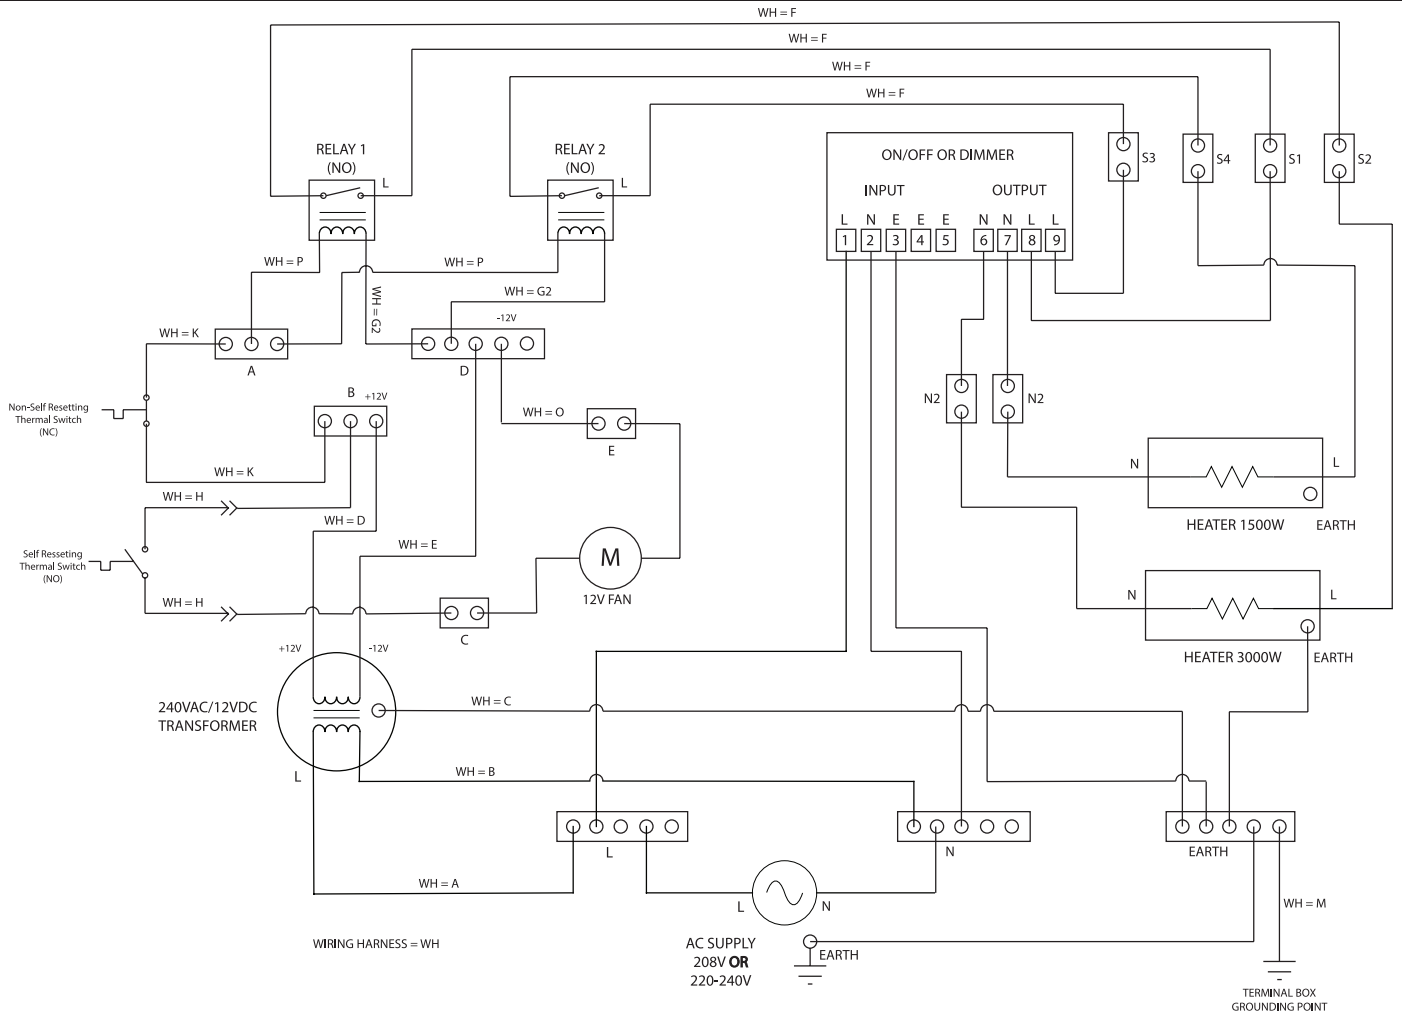 WH = F
WH = F
WH = F
WH = F
RELAY 1
(NO)
L
RELAY 2
(NO)
L
ON/OFF OR DIMMER
INPUT OUTPUT
L N E E E N N L L
1 2 3 4 5 6 7 8 9
S3
S4
S1
S2
WH = P
WH = P
WH = G2
WH = G2
-12V
WH = K
A
D
B +12V
Non-Self Resetting
Thermal Switch
(NC)
WH = O
E
N2
N2
WH = K
WH = H
WH = D
WH = E
N
L
HEATER 1500W
EARTH
Self Resseting
Thermal Switch
(NO)
M
12V FAN
WH = H
C
N
L
HEATER 3000W
EARTH
+12V
-12V
240VAC/12VDC
TRANSFORMER
WH = C
L
WH = B
L
N
EARTH
WH = A
L
N
WH = M
WIRING HARNESS = WH
AC SUPPLY
208V OR
220-240V
EARTH
TERMINAL BOX
GROUNDING POINT